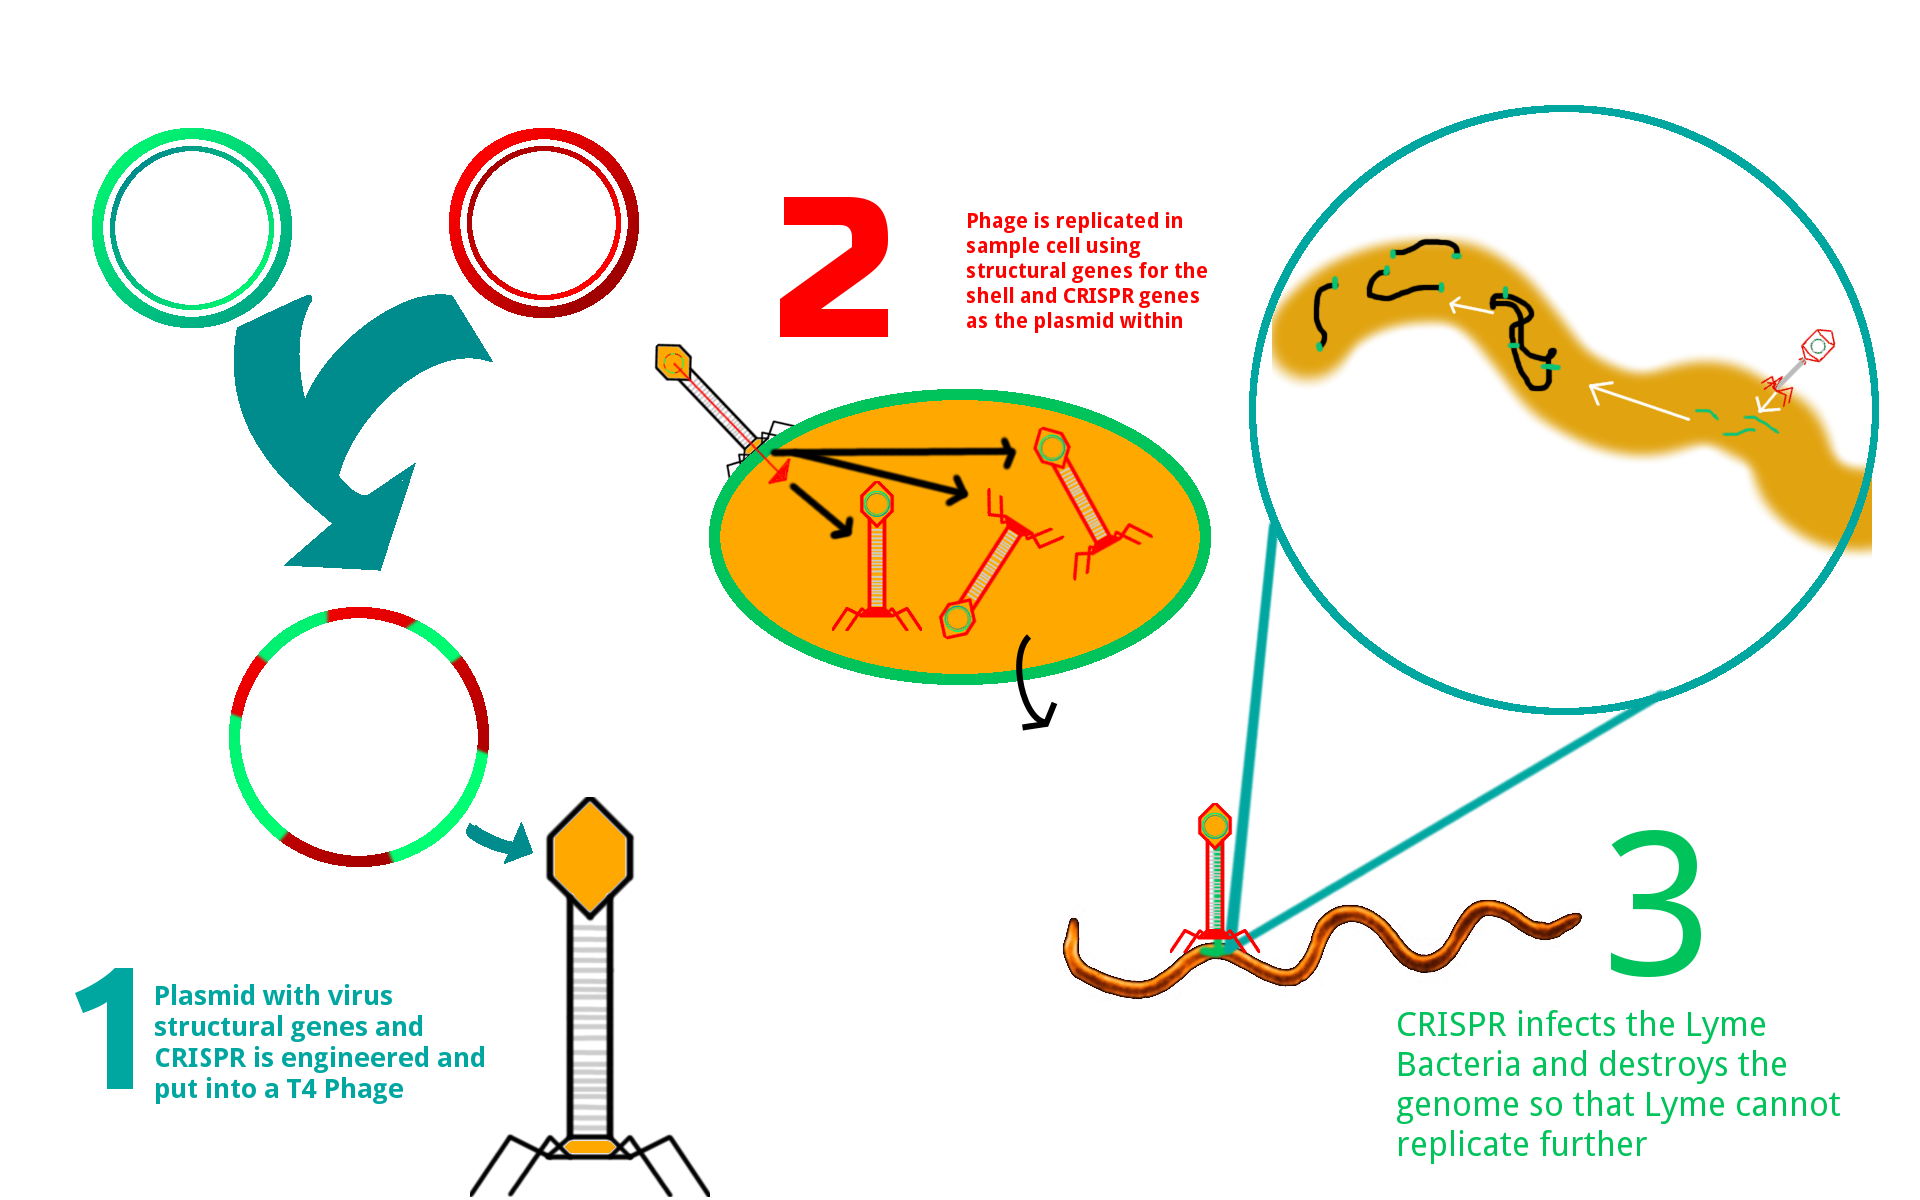 1
Plasmid with virus
structural genes and
CRISPR is engineered and
put into a T4 Phage
2
Phage is replicated in
sample cell using
structural genes for the
shell and CRISPR genes
as the plasmid within
3
CRISPR infects the Lyme
Bacteria and destroys the
genome so that Lyme cannot
replicate further